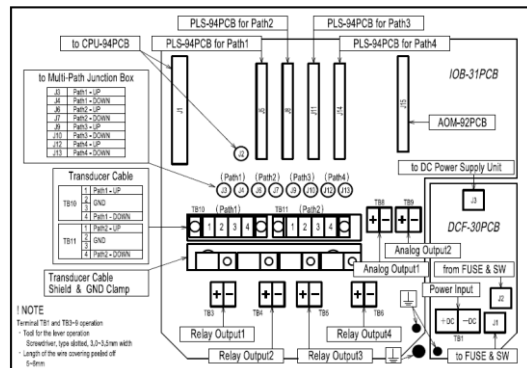 PLS-94PCB for Path2
PLS-94PCB for Path3
to CPU-94PCB
PLS-94PCB for Path1
PLS-94PCB for Path4
IOB-31PCB
to Multi-Path Junction Box
J3 Path1-UP
J4 Path1-DOWN
J6 Path2-UP
J7 Path2-DOWN
J9 Path3-UP
J10 Path3-DOWN
J12 Path4-UP
J13 Path4-DOWN
J1
J5
J8
J11
J14
J15
J2
AOM-92PCB
(Path1)
(Path2)
(Path3)
(Path4)
J3
J4
J6
J7
J9
J10
J12
J13
to DC Power Supply Unit
J3
DCF-30PCB
Transducer Cable
TB10
1 Path1-UP
2 GND
3
4 Path1-DOWN
TB11
1 Path2-UP
2 GND
3
4 Path2-DOWN
TB10
(Path1)
TB11
(Path2)
1 2 3 4
1 2 3 4
TB8
TB9
+ -
+ -
Analog Output2
Analog Output1
Transducer Cable
Shield & GND Clamp
from FUSE & SW
Power Input
J2
+DC -DC
TB1
J1
to FUSE & SW
+ -
+ -
+ -
+ -
TB3
TB4
TB6
Relay Output1
Relay Output2
Relay Output3
Relay Output4
! NOTE
Terminal TB1 and TB3-9 operation
- Tool for the lever operation
Screwdriver, type slotted, 3,0~3,5mm width
- Length of the wire covering peeled off
5~6mm